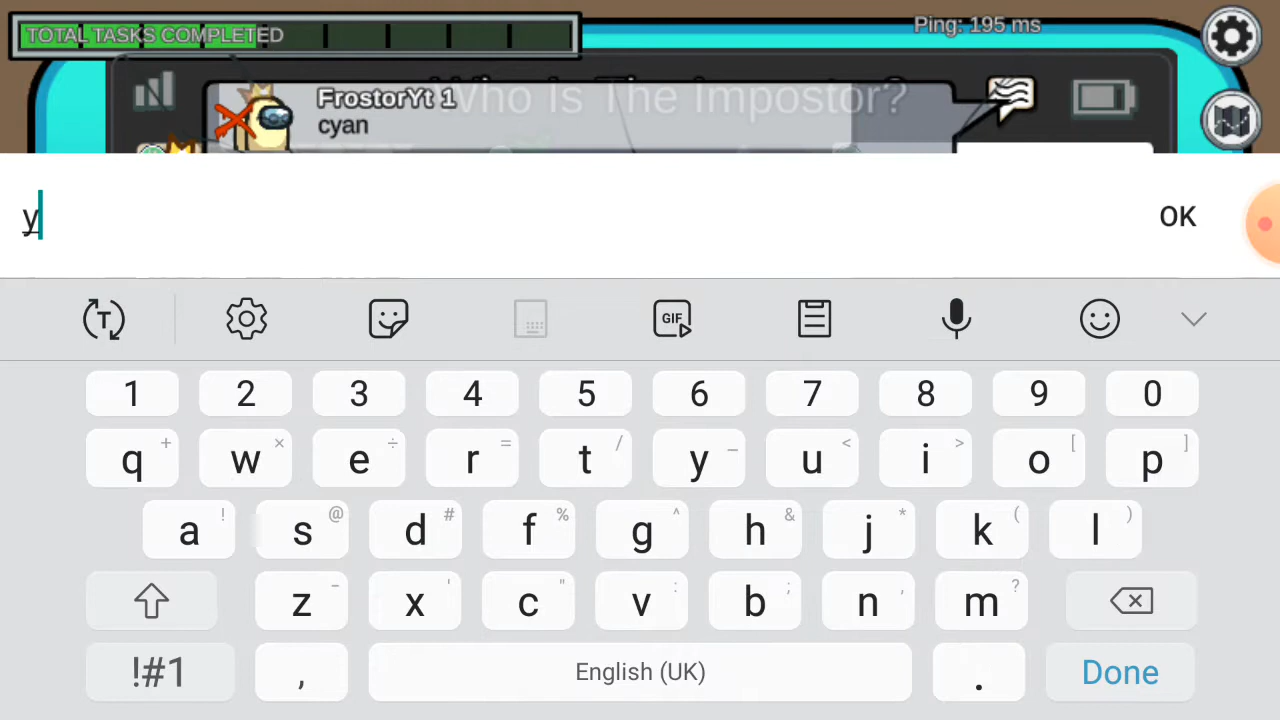 TOTAL TASKS COMPLETED
Ping: 195 ms
Who Is The Impostor?
FrostorYt 1
cyan
y
OK
T
GIF
1 2 3 4 5 6 7 8 9 0
q + w × e ÷ r = t / y _ u < i > o [ p ]
a ! s @ d # f % g ^ h & j * k ( l )
z - x ' c " v : b ; n , m ?
!#1 , English (UK) . Done